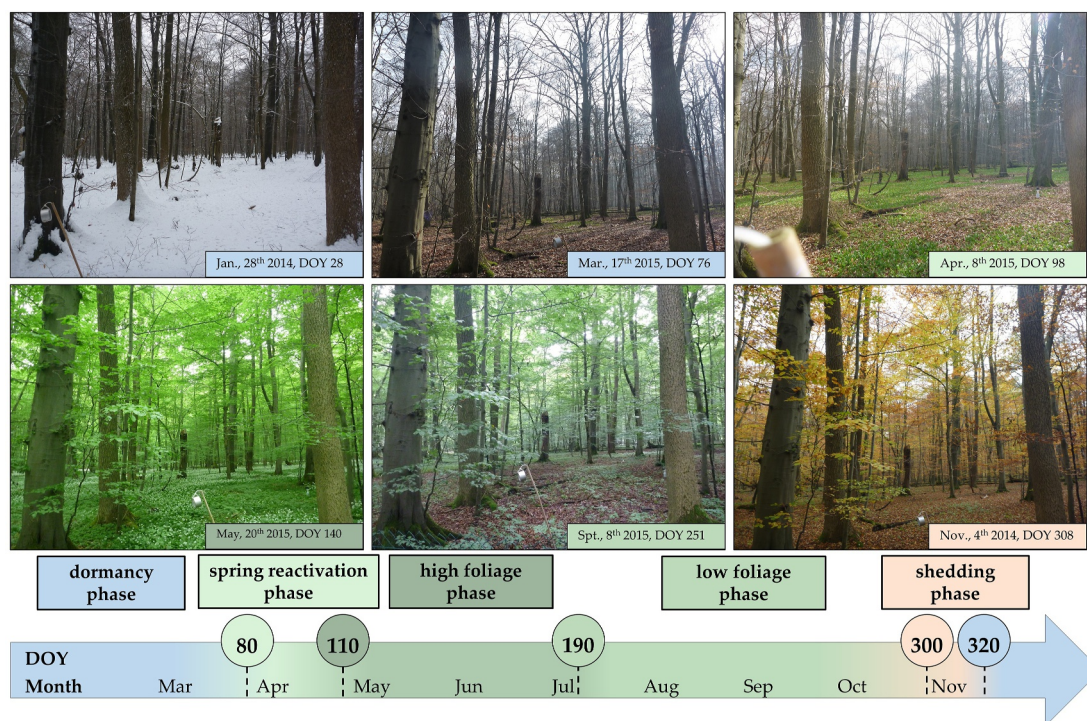 Jan., 28th 2014, DOY 28
Mar., 17th 2015, DOY 76
Apr., 8th 2015, DOY 98
May, 20th 2015, DOY 140
Spt., 8th 2015, DOY 251
Nov., 4th 2014, DOY 308
dormancy
phase
spring reactivation
phase
high foliage
phase
low foliage
phase
shedding
phase
80
110
190
300
320
DOY
Month Mar Apr May Jun Jul Aug Sep Oct Nov